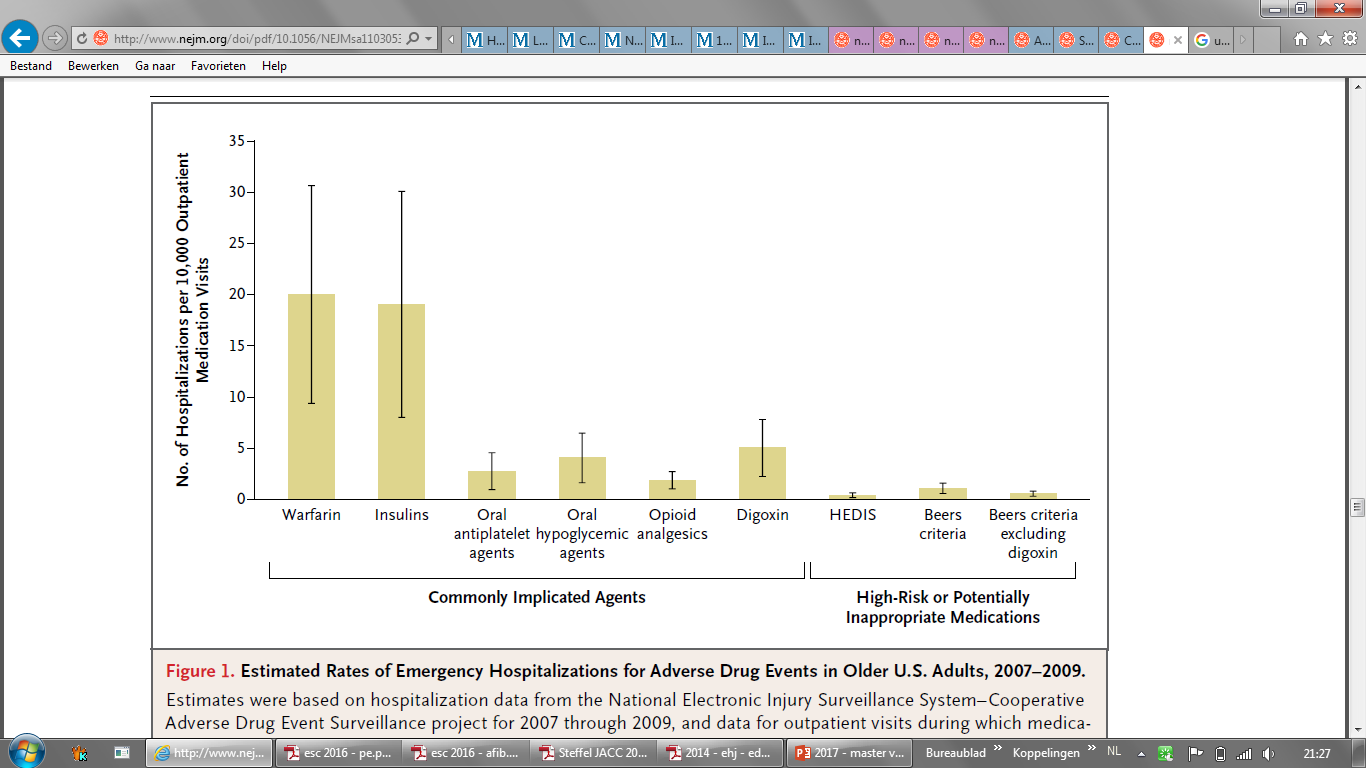 http://www.nejm.org/doi/pdf/10.1056/NEJMsa1103053
H...
L...
C...
N...
I...
1...
I...
I...
n...
n...
n...
n...
A...
S...
C...
u...
Bestand Bewerken Ga naar Favorieten Help
No. of Hospitalizations per 10,000 Outpatient
Medication Visits
35
30
25
20
15
10
5
0
Warfarin
Insulins
Oral
antiplatelet
agents
Oral
hypoglycemic
agents
Opioid
analgesics
Digoxin
HEDIS
Beers
criteria
Beers criteria
excluding
digoxin
Commonly Implicated Agents
High-Risk or Potentially
Inappropriate Medications
Figure 1. Estimated Rates of Emergency Hospitalizations for Adverse Drug Events in Older U.S. Adults, 2007–2009.
Estimates were based on hospitalization data from the National Electronic Injury Surveillance System–Cooperative
Adverse Drug Event Surveillance project for 2007 through 2009, and data for outpatient visits during which medica-
http://www.nej...
esc 2016 - pe.p...
esc 2016 - afib....
Steffel JACC 20...
2014 - ehj - ed...
2017 - master v...
Bureaublad
Koppelingen
NL
21:27